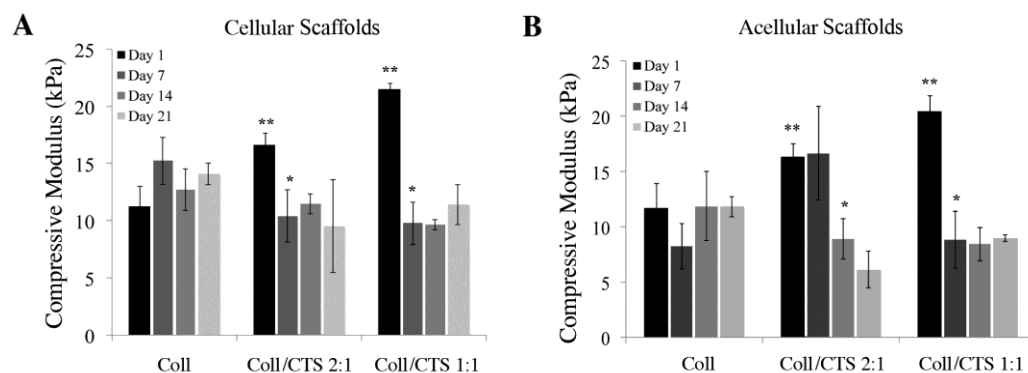 A
Cellular Scaffolds
Compressive Modulus (kPa)
25
20
15
10
5
0
Day 1
Day 7
Day 14
Day 21
**
*
**
*
Coll
Coll/CTS 2:1
Coll/CTS 1:1
B
Acellular Scaffolds
Compressive Modulus (kPa)
25
20
15
10
5
0
Day 1
Day 7
Day 14
Day 21
**
*
**
*
Coll
Coll/CTS 2:1
Coll/CTS 1:1